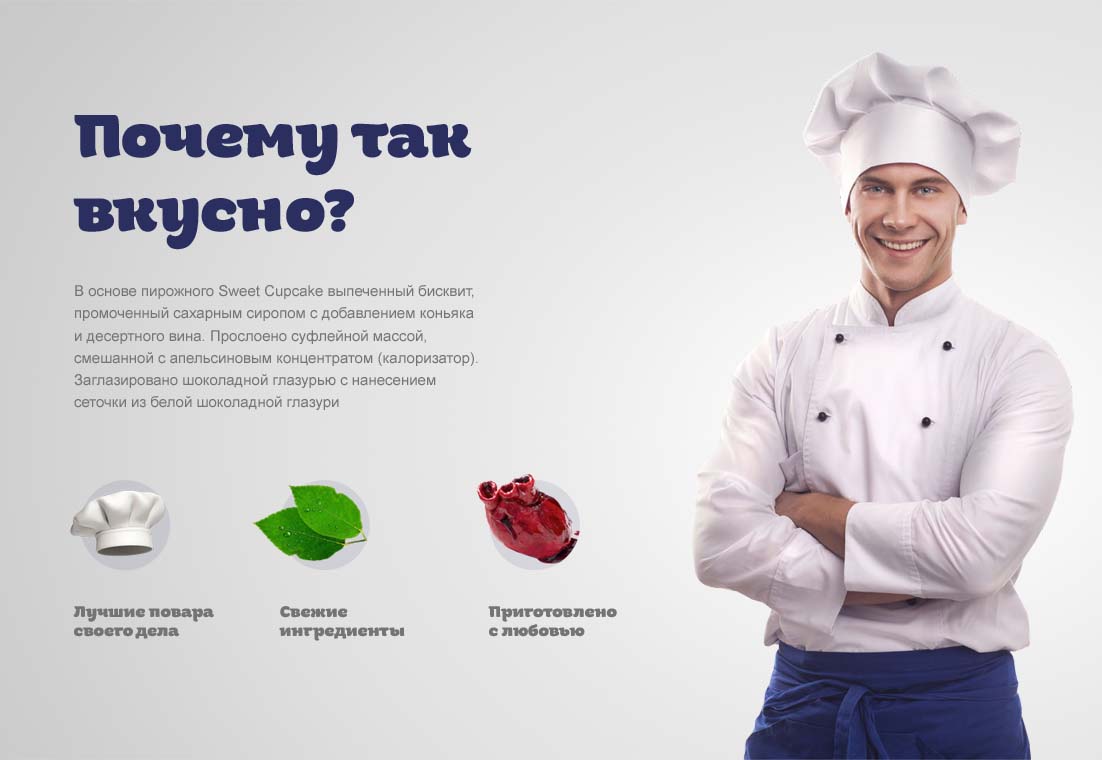 Почему так
вкусно?
В основе пирожного Sweet Cupcake выпеченный бисквит,
промоченный сахарным сиропом с добавлением коньяка
и десертного вина. Прослоено суфлейной массой,
смешанной с апельсиновым концентратом (калоризатор).
Заглазировано шоколадной глазурью с нанесением
сеточки из белой шоколадной глазури
Лучшие повара
своего дела
Свежие
ингредиенты
Приготовлено
с любовью